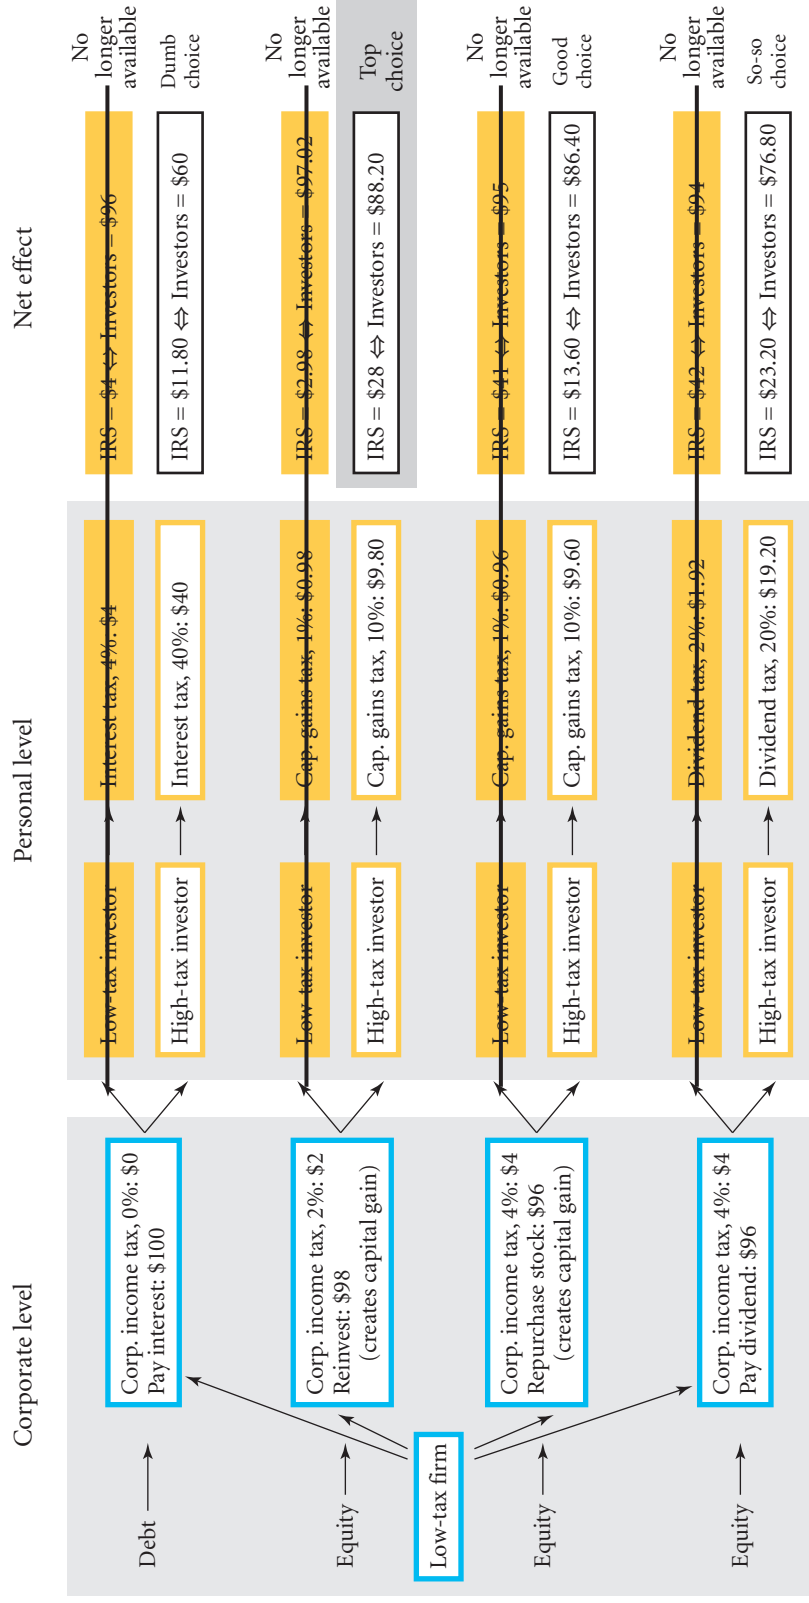 Corporate level
Personal level
Net effect
Debt
Corp. income tax, 0%: $0
Pay interest: $100
Low-tax investor
Interest tax, 4%: $4
IRS = $4 ⇔ Investors = $96
No
longer
available
High-tax investor
Interest tax, 40%: $40
IRS = $11.80 ⇔ Investors = $60
Dumb
choice
Equity
Corp. income tax, 2%: $2
Reinvest: $98
(creates capital gain)
Low-tax investor
Cap. gains tax, 1%: $0.98
IRS = $2.98 ⇔ Investors = $97.02
No
longer
available
High-tax investor
Cap. gains tax, 10%: $9.80
IRS = $28 ⇔ Investors = $88.20
Top
choice
Low-tax firm
Equity
Corp. income tax, 4%: $4
Repurchase stock: $96
(creates capital gain)
Low-tax investor
Cap. gains tax, 1%: $0.96
IRS = $41 ⇔ Investors = $95
No
longer
available
High-tax investor
Cap. gains tax, 10%: $9.60
IRS = $13.60 ⇔ Investors = $86.40
Good
choice
Equity
Corp. income tax, 4%: $4
Pay dividend: $96
Low-tax investor
Dividend tax, 2%: $1.92
IRS = $42 ⇔ Investors = $94
No
longer
available
High-tax investor
Dividend tax, 20%: $19.20
IRS = $23.20 ⇔ Investors = $76.80
So-so
choice